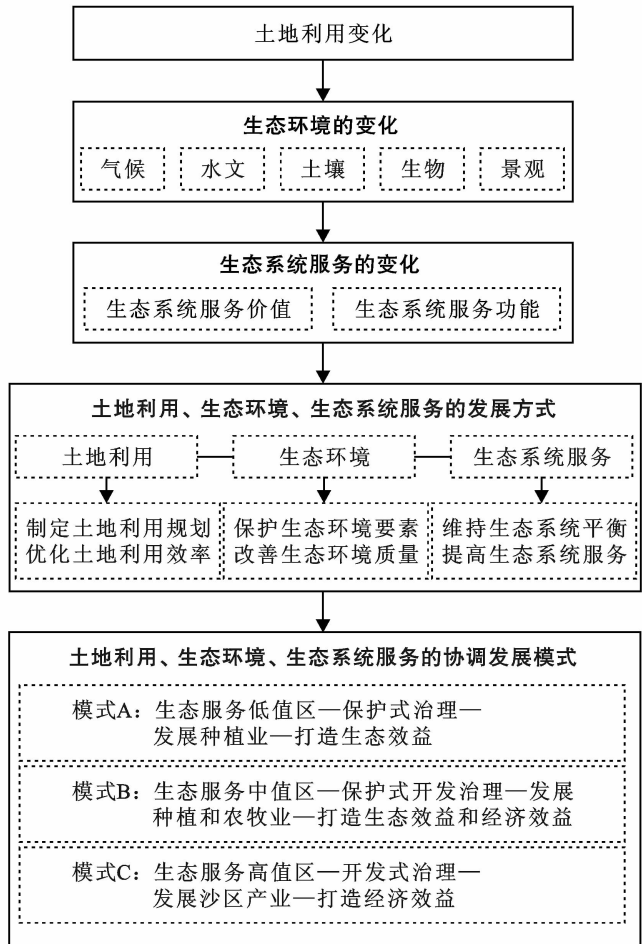 土地利用变化
生态环境的变化
气候 水文 土壤 生物 景观
生态系统服务的变化
生态系统服务价值 生态系统服务功能
土地利用、生态环境、生态系统服务的发展方式
土地利用 生态环境 生态系统服务
制定土地利用规划 保护生态环境要素 维持生态系统平衡
优化土地利用效率 改善生态环境质量 提高生态系统服务
土地利用、生态环境、生态系统服务的协调发展模式
模式A：生态服务低值区—保护式治理—
发展种植业—打造生态效益
模式B：生态服务中值区—保护式开发治理—发展
种植和农牧业—打造生态效益和经济效益
模式C：生态服务高值区—开发式治理—
发展沙区产业—打造经济效益